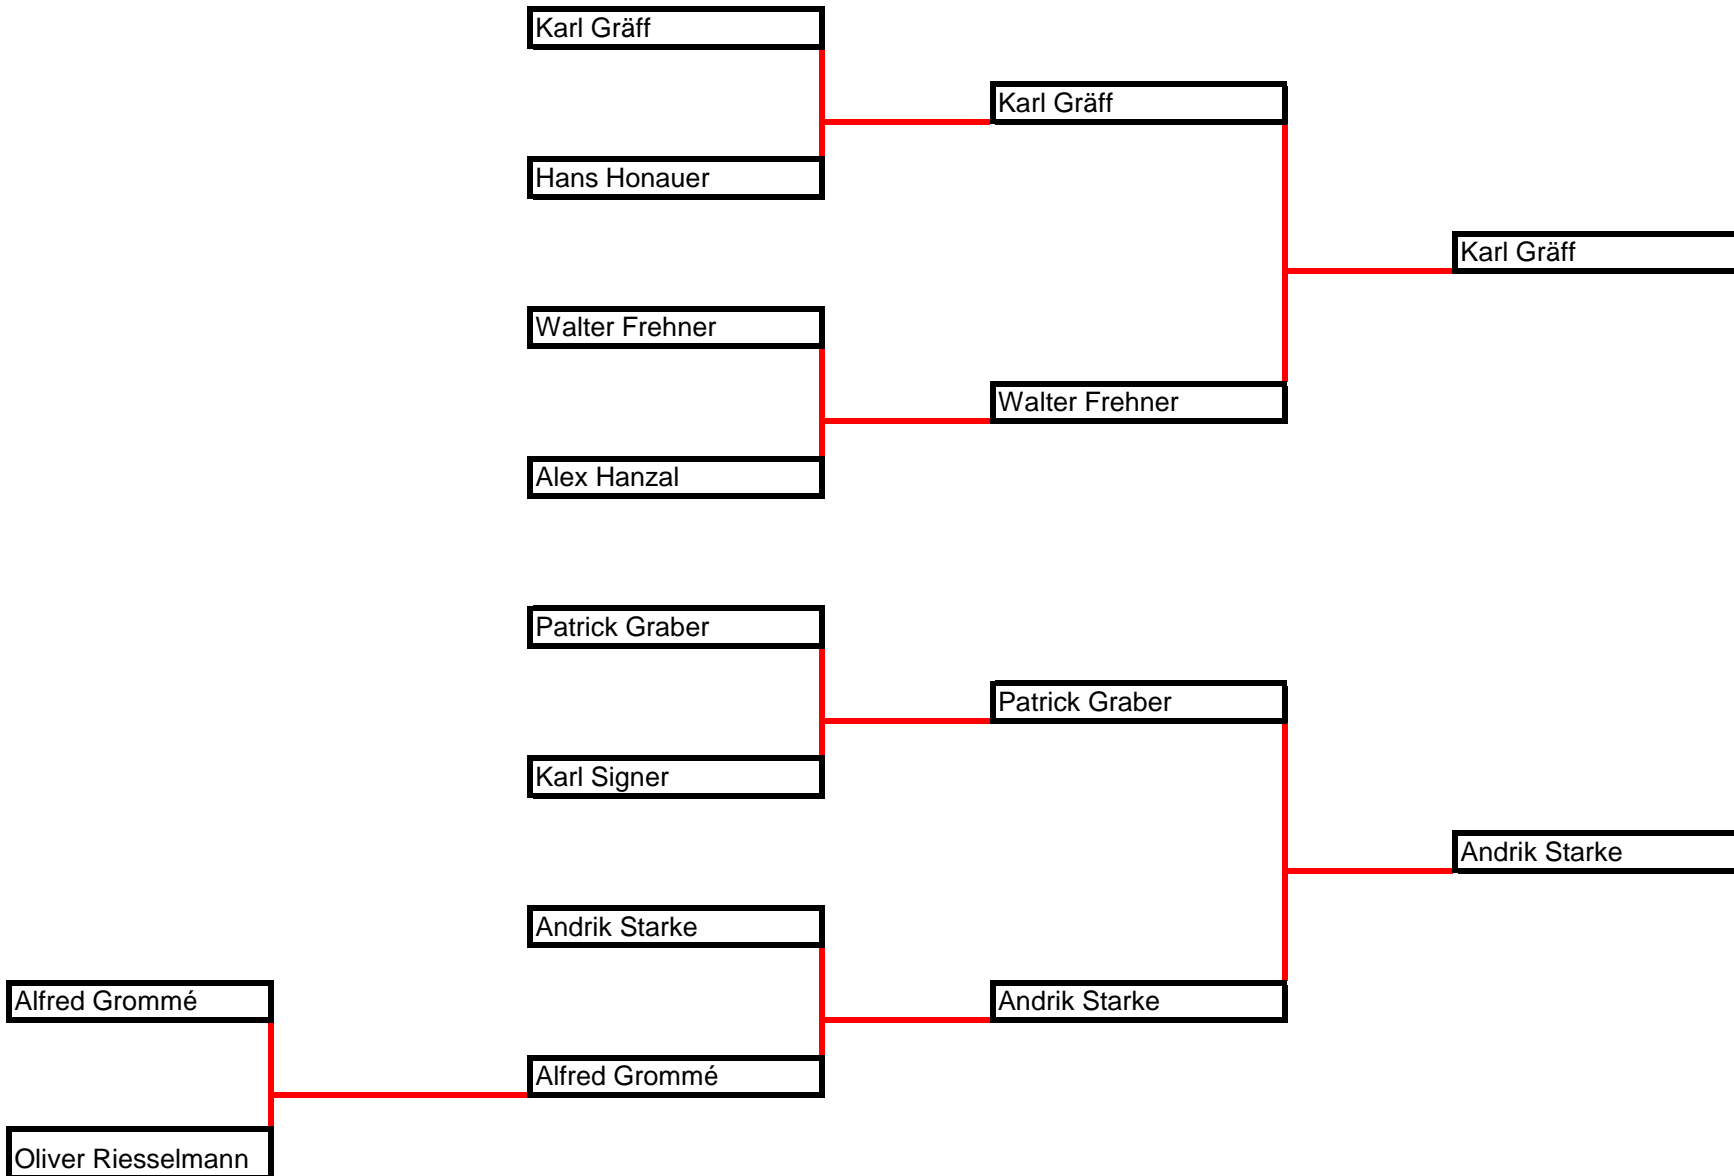 Karl Gräff
Karl Gräff
Hans Honauer
Karl Gräff
Walter Frehner
Walter Frehner
Alex Hanzal
Patrick Graber
Patrick Graber
Karl Signer
Andrik Starke
Andrik Starke
Alfred Grommé
Andrik Starke
Alfred Grommé
Oliver Riesselmann